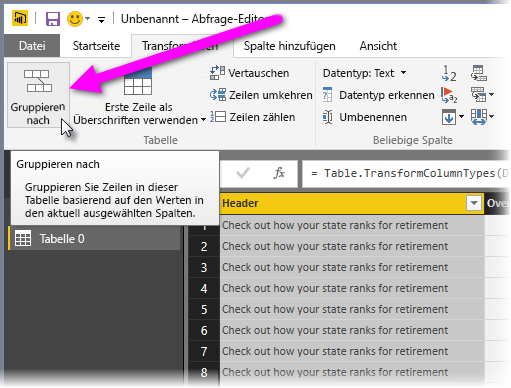 Unbenannt – Abfrage-Editor
Datei Startseite Transformieren Spalte hinzufügen Ansicht
Gruppieren nach
Erste Zeile als Überschriften verwenden
Vertauschen
Zeilen umkehren
Zeilen zählen
Tabelle
Datentyp: Text
Datentyp erkennen
Umbenennen
Beliebige Spalte
1 2
Gruppieren nach
Gruppieren Sie Zeilen in dieser
Tabelle basierend auf den Werten in
den aktuell ausgewählten Spalten.
fx = Table.TransformColumnTypes(D
Tabelle 0
Header
1 Check out how your state ranks for retirement
2 Check out how your state ranks for retirement
3 Check out how your state ranks for retirement
4 Check out how your state ranks for retirement
5 Check out how your state ranks for retirement
6 Check out how your state ranks for retirement
7 Check out how your state ranks for retirement
8 Check out how your state ranks for retirement